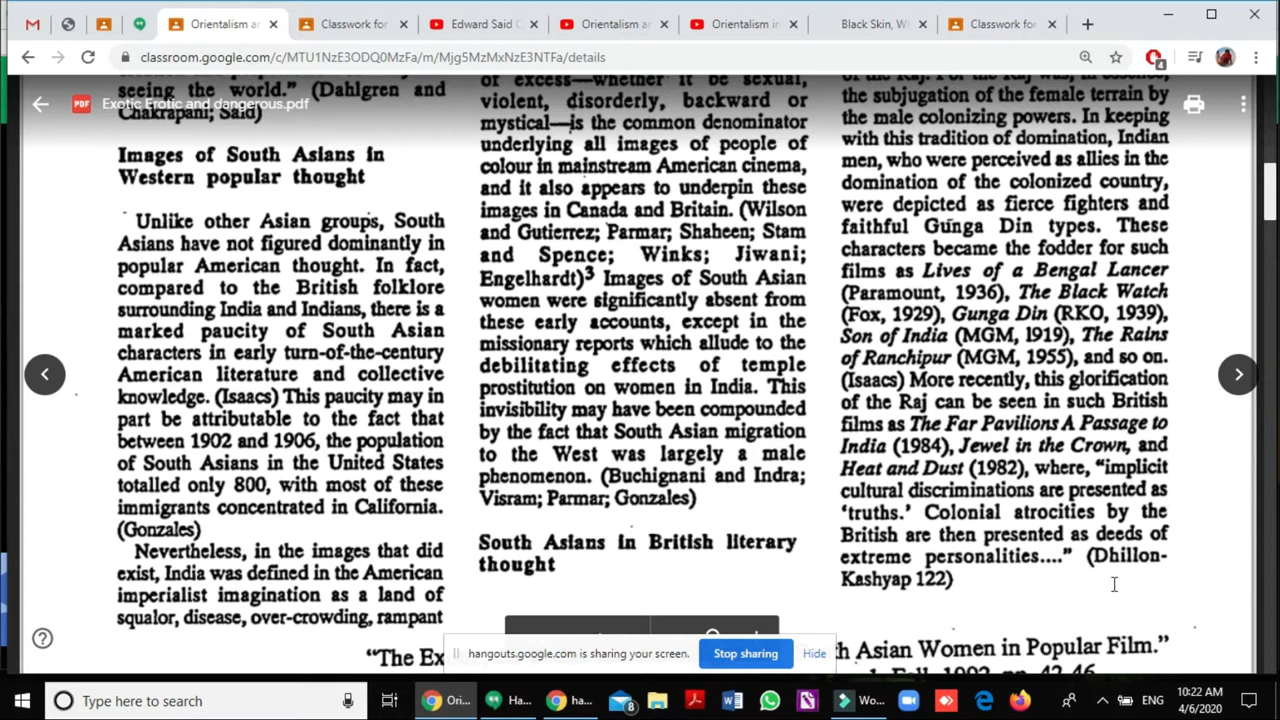 Orientalism ar
Classwork for
Edward Said C
Orientalism ar
Orientalism in
Black Skin, W
Classwork for
classroom.google.com/c/MTU1NzE3ODQ0MzFa/m/Mjg5MzMxNzE3NTFa/details
4
PDF
Exotic Erotic and dangerous.pdf
seeing the world." (Dahlgren and
Chakrapani; Said)
Images of South Asians in
Western popular thought
Unlike other Asian groups, South
Asians have not figured dominantly in
popular American thought. In fact,
compared to the British folklore
surrounding India and Indians, there is a
marked paucity of South Asian
characters in early turn-of-the-century
American literature and collective
knowledge. (Isaacs) This paucity may in
part be attributable to the fact that
between 1902 and 1906, the population
of South Asians in the United States
totalled only 800, with most of these
immigrants concentrated in California.
(Gonzales)
Nevertheless, in the images that did
exist, India was defined in the American
imperialist imagination as a land of
squalor, disease, over-crowding, rampant
of excess—whether it be sexual,
violent, disorderly, backward or
mystical—is the common denominator
underlying all images of people of
colour in mainstream American cinema,
and it also appears to underpin these
images in Canada and Britain. (Wilson
and Gutierrez; Parmar; Shaheen; Stam
and Spence; Winks; Jiwani;
Engelhardt)3 Images of South Asian
women were significantly absent from
these early accounts, except in the
missionary reports which allude to the
debilitating effects of temple
prostitution on women in India. This
invisibility may have been compounded
by the fact that South Asian migration
to the West was largely a male
phenomenon. (Buchignani and Indra;
Visram; Parmar; Gonzales)
South Asians in British literary
thought
the subjugation of the female terrain by
the male colonizing powers. In keeping
with this tradition of domination, Indian
men, who were perceived as allies in the
domination of the colonized country,
were depicted as fierce fighters and
faithful Gunga Din types. These
characters became the fodder for such
films as Lives of a Bengal Lancer
(Paramount, 1936), The Black Watch
(Fox, 1929), Gunga Din (RKO, 1939),
Son of India (MGM, 1919), The Rains
of Ranchipur (MGM, 1955), and so on.
(Isaacs) More recently, this glorification
of the Raj can be seen in such British
films as The Far Pavilions A Passage to
India (1984), Jewel in the Crown, and
Heat and Dust (1982), where, "implicit
cultural discriminations are presented as
'truths.' Colonial atrocities by the
British are then presented as deeds of
extreme personalities...." (Dhillon-
Kashyap 122)
"The Ex
h Asian Women in Popular Film."
hangouts.google.com is sharing your screen.
Stop sharing
Hide
Type here to search
Ori...
Ha...
ha...
8
Wo...
ENG
10:22 AM
4/6/2020